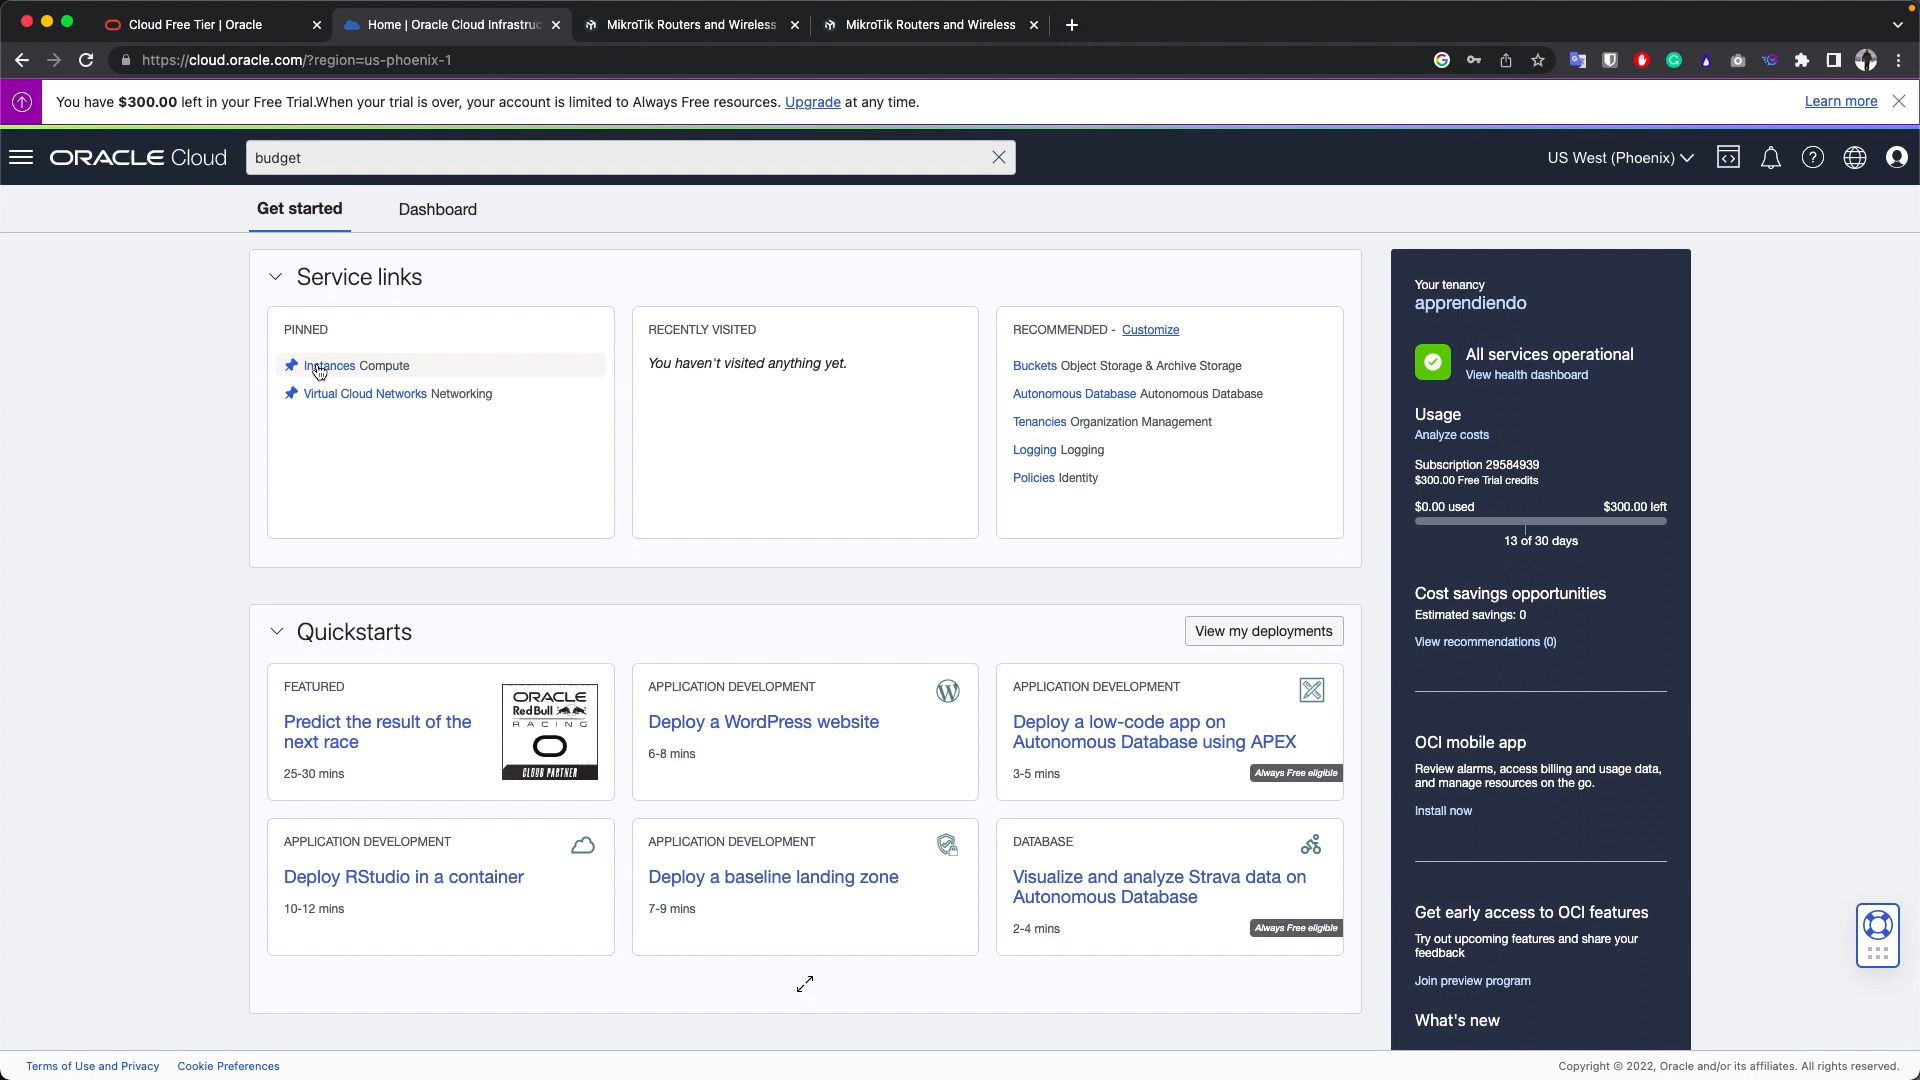 Cloud Free Tier | Oracle
Home | Oracle Cloud Infrastruc
MikroTik Routers and Wireless
MikroTik Routers and Wireless
https://cloud.oracle.com/?region=us-phoenix-1
You have $300.00 left in your Free Trial.When your trial is over, your account is limited to Always Free resources. Upgrade at any time.
Learn more
ORACLE Cloud
budget
US West (Phoenix)
Get started
Dashboard
Service links
PINNED
Instances Compute
Virtual Cloud Networks Networking
RECENTLY VISITED
You haven't visited anything yet.
RECOMMENDED - Customize
Buckets Object Storage & Archive Storage
Autonomous Database Autonomous Database
Tenancies Organization Management
Logging Logging
Policies Identity
Quickstarts
View my deployments
FEATURED
Predict the result of the
next race
25-30 mins
ORACLE
Red Bull
RACING
CLOUD PARTNER
APPLICATION DEVELOPMENT
Deploy a WordPress website
6-8 mins
APPLICATION DEVELOPMENT
Deploy a low-code app on
Autonomous Database using APEX
3-5 mins
Always Free eligible
APPLICATION DEVELOPMENT
Deploy RStudio in a container
10-12 mins
APPLICATION DEVELOPMENT
Deploy a baseline landing zone
7-9 mins
DATABASE
Visualize and analyze Strava data on
Autonomous Database
2-4 mins
Always Free eligible
Your tenancy
apprendiendo
All services operational
View health dashboard
Usage
Analyze costs
Subscription 29584939
$300.00 Free Trial credits
$0.00 used
$300.00 left
13 of 30 days
Cost savings opportunities
Estimated savings: 0
View recommendations (0)
OCI mobile app
Review alarms, access billing and usage data,
and manage resources on the go.
Install now
Get early access to OCI features
Try out upcoming features and share your
feedback
Join preview program
What's new
Terms of Use and Privacy
Cookie Preferences
Copyright © 2022, Oracle and/or its affiliates. All rights reserved.